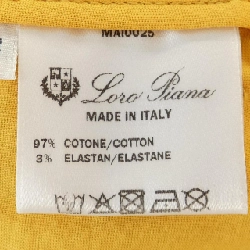 MAI0025
Loro Piana
MADE IN ITALY
97% COTONE/COTTON
3% ELASTAN/ELASTANE